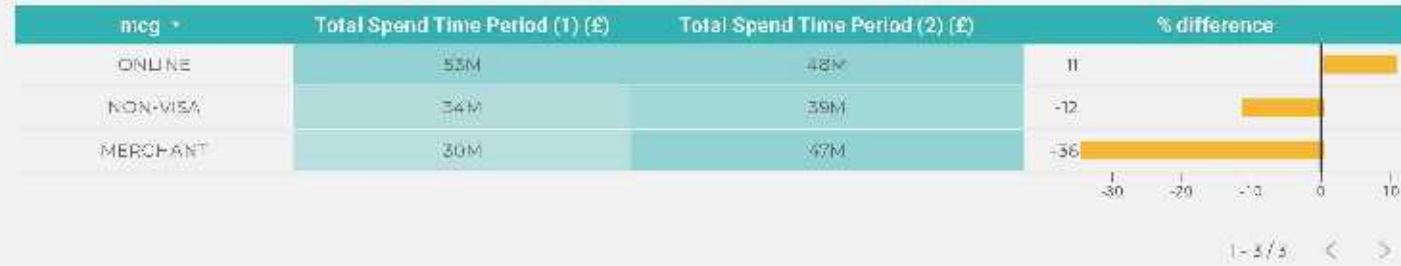 mcg Total Spend Time Period (1) (£) Total Spend Time Period (2) (£) % difference
ONLINE 53M 48M 11
NON-VISA 34M 39M -12
MERCHANT 30M 47M -36
-30 -20 -10 0 10
1 - 3 / 3 < >